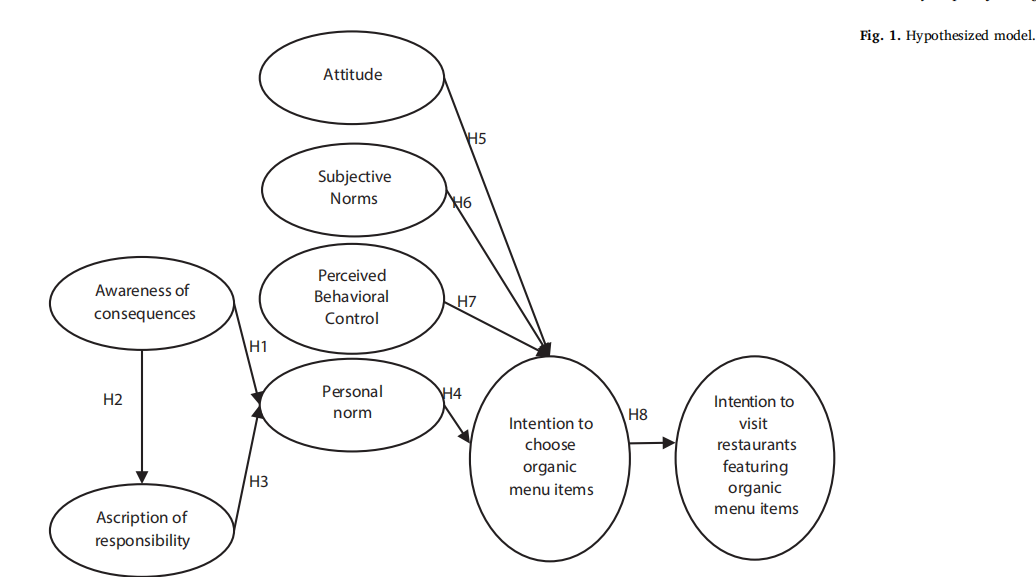 Fig. 1. Hypothesized model.
Attitude
H5
Subjective
Norms
H6
Perceived
Behavioral
Control
H7
Awareness of
consequences
H1
H2
Personal
norm
H4
Ascription of
responsibility
H3
Intention to
choose
organic
menu items
H8
Intention to
visit
restaurants
featuring
organic
menu items